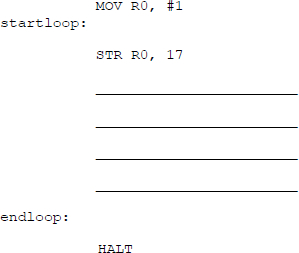 MOV R0, #1
startloop:
STR R0, 17
endloop:
HALT